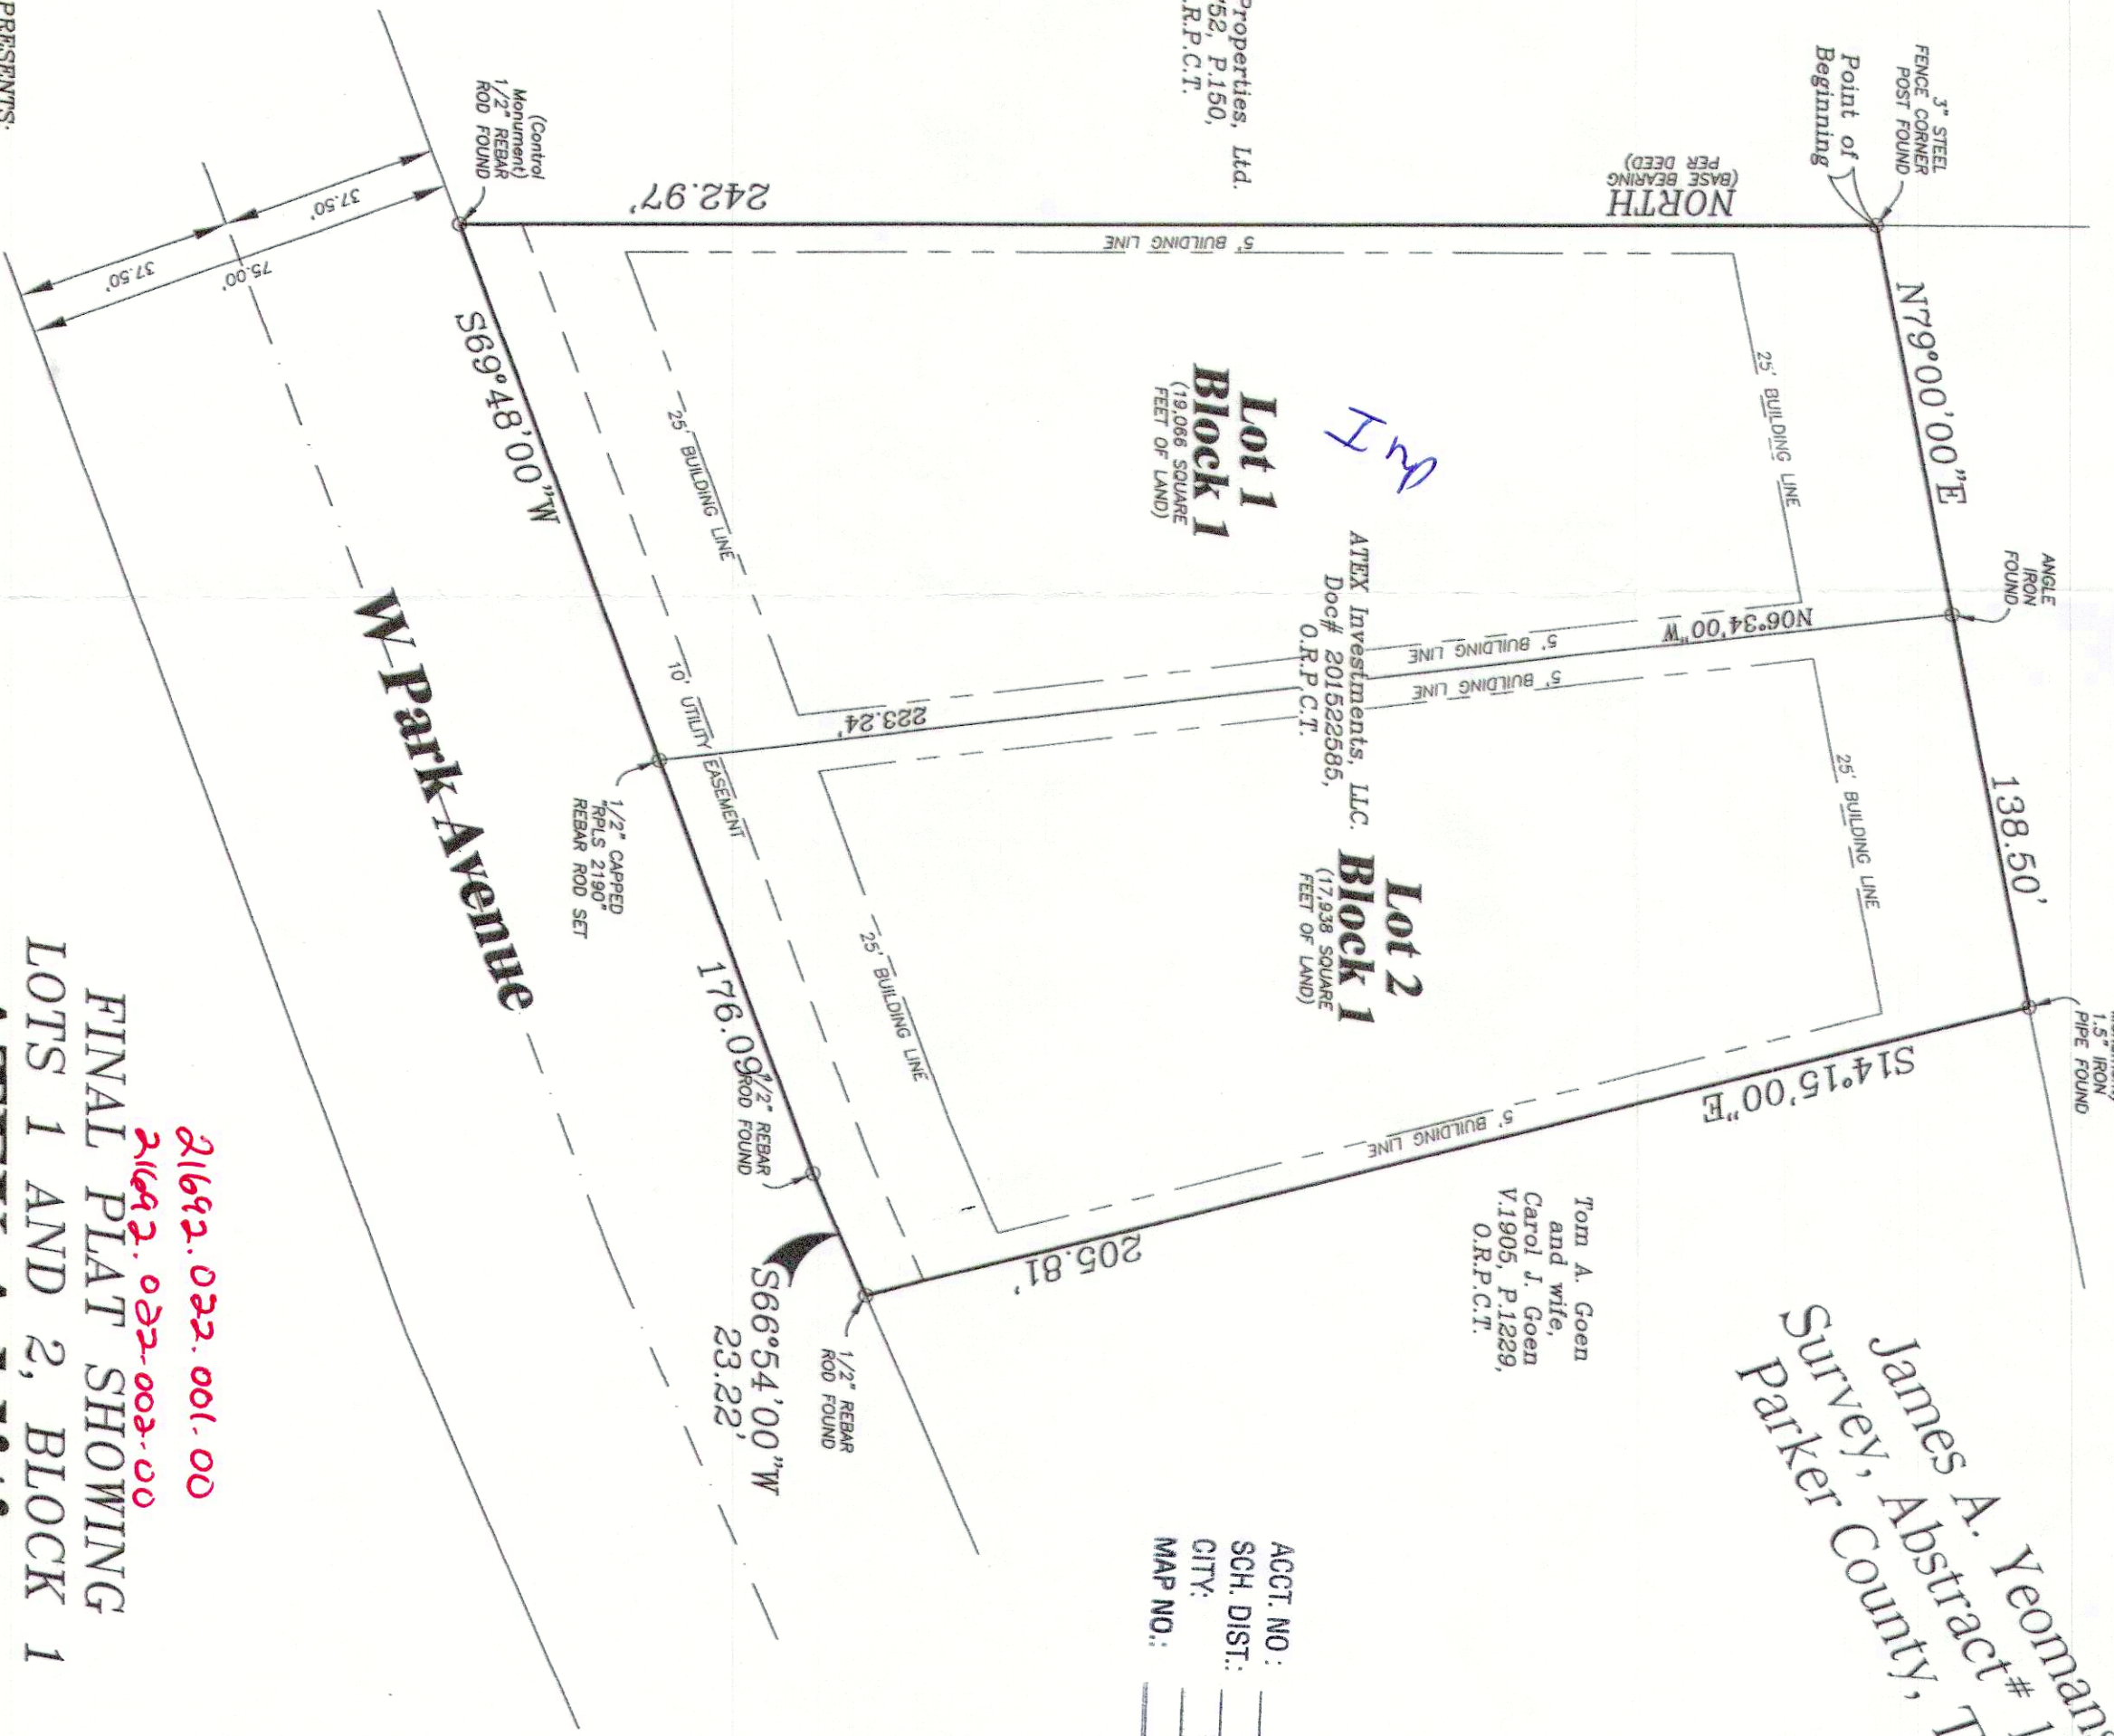 3" STEEL
FENCE CORNER
POST FOUND
Point of
Beginning
NORTH
(BASE BEARING
PER DEED)
242.97'
Properties, Ltd.
P.150,
R.P.C.T.
(Control
Monument)
1/2" REBAR
ROD FOUND
37.50'
37.50'
75.00'
N79°00'00"E
138.50'
ANGLE
IRON
FOUND
1.5" IRON
PIPE FOUND
5' BUILDING LINE
25' BUILDING LINE
25' BUILDING LINE
Lot 1
Block 1
(19,066 SQUARE
FEET OF LAND)
N06°34'00"W
223.24'
5' BUILDING LINE
5' BUILDING LINE
ATEX Investments, LLC.
Doc# 201522585,
O.R.P.C.T.
25' BUILDING LINE
25' BUILDING LINE
Lot 2
Block 1
(17,938 SQUARE
FEET OF LAND)
S14°15'00"E
205.81'
5' BUILDING LINE
Tom A. Goen
and wife,
Carol J. Goen
V.1905, P.1229,
O.R.P.C.T.
James A. Yeoman
Survey, Abstract#
Parker County,
S69°48'00"W
176.09'
10' UTILITY EASEMENT
1/2" CAPPED
"RPLS 2190"
REBAR ROD SET
1/2" REBAR
ROD FOUND
S66°54'00"W
23.22'
1/2" REBAR
ROD FOUND
W Park Avenue
ACCT. NO.:
SCH. DIST.:
CITY:
MAP NO.:
21692.022.001.00
21692.022.002.00
FINAL PLAT SHOWING
LOTS 1 AND 2, BLOCK 1
PRESENTS: